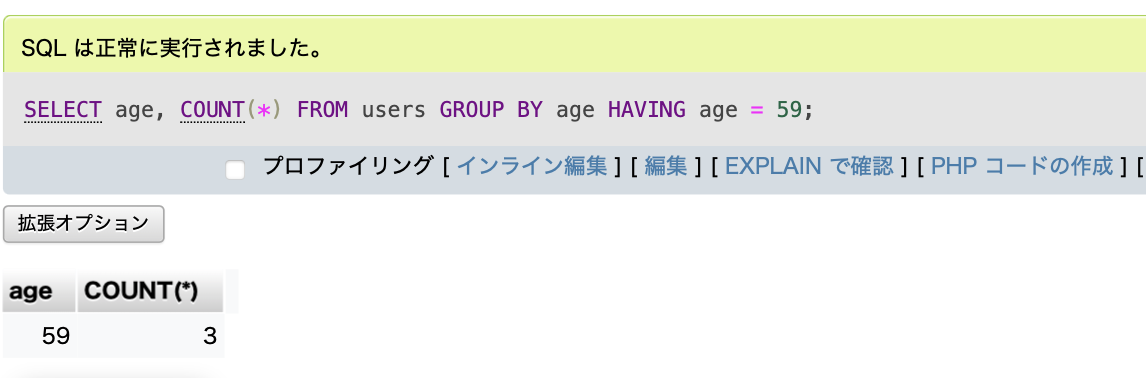 SQL は正常に実行されました。
SELECT age, COUNT(*) FROM users GROUP BY age HAVING age = 59;
プロファイリング [ インライン編集 ] [ 編集 ] [ EXPLAIN で確認 ] [ PHP コードの作成 ] [
拡張オプション
age COUNT(*)
59 3